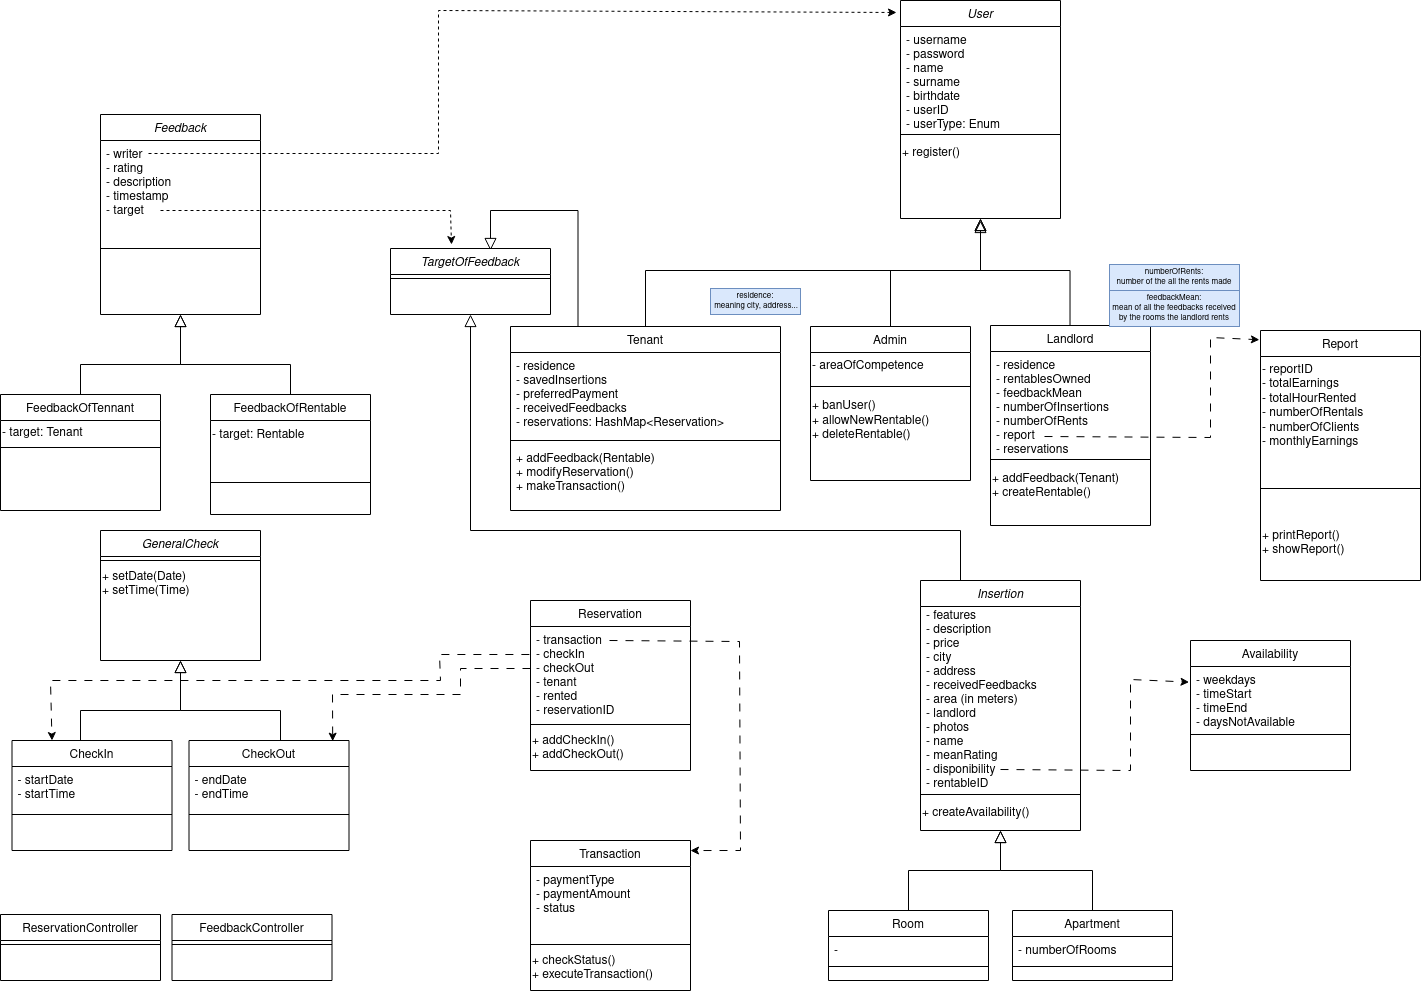 User
- username
- password
- name
- surname
- birthdate
- userID
- userType: Enum
+ register()
Feedback
- writer
- rating
- description
- timestamp
- target
TargetOfFeedback
numberOfRents:
number of the all the rents made
feedbackMean:
mean of all the feedbacks received
by the rooms the landlord rents
residence:
meaning city, address...
Tenant
- residence
- savedInsertions
- preferredPayment
- receivedFeedbacks
- reservations: HashMap<Reservation>
+ addFeedback(Rentable)
+ modifyReservation()
+ makeTransaction()
Admin
- areaOfCompetence
+ banUser()
+ allowNewRentable()
+ deleteRentable()
Landlord
- residence
- rentablesOwned
- feedbackMean
- numberOfInsertions
- numberOfRents
- report
- reservations
+ addFeedback(Tenant)
+ createRentable()
Report
- reportID
- totalEarnings
- totalHourRented
- numberOfRentals
- numberOfClients
- monthlyEarnings
+ printReport()
+ showReport()
FeedbackOfTennant
- target: Tenant
FeedbackOfRentable
- target: Rentable
GeneralCheck
+ setDate(Date)
+ setTime(Time)
Reservation
- transaction
- checkIn
- checkOut
- tenant
- rented
- reservationID
+ addCheckIn()
+ addCheckOut()
Insertion
- features
- description
- price
- city
- address
- receivedFeedbacks
- area (in meters)
- landlord
- photos
- name
- meanRating
- disponibility
- rentableID
+ createAvailability()
Availability
- weekdays
- timeStart
- timeEnd
- daysNotAvailable
CheckIn
- startDate
- startTime
CheckOut
- endDate
- endTime
Transaction
- paymentType
- paymentAmount
- status
+ checkStatus()
+ executeTransaction()
ReservationController
FeedbackController
Room
-
Apartment
- numberOfRooms